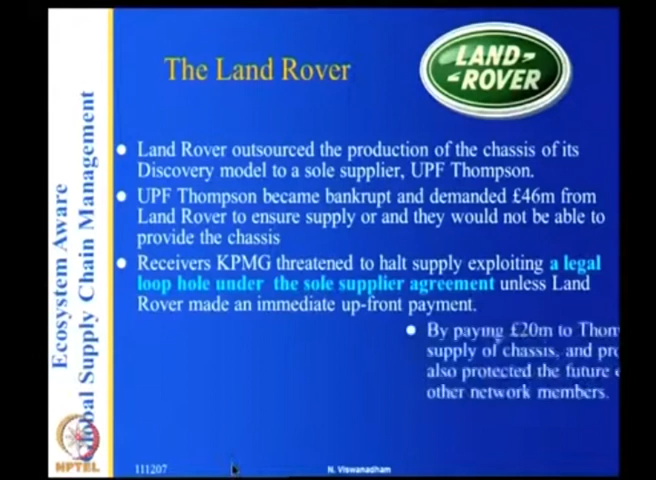 The Land Rover
LAND-
-ROVER
Ecosystem Aware
Global Supply Chain Management
Land Rover outsourced the production of the chassis of its
Discovery model to a sole supplier, UPF Thompson.
UPF Thompson became bankrupt and demanded £46m from
Land Rover to ensure supply or and they would not be able to
provide the chassis
Receivers KPMG threatened to halt supply exploiting a legal
loop hole under the sole supplier agreement unless Land
Rover made an immediate up-front payment.
By paying £20m to Thom
supply of chassis, and pro
also protected the future
other network members.
NPTEL
111207
N. Viswanadham